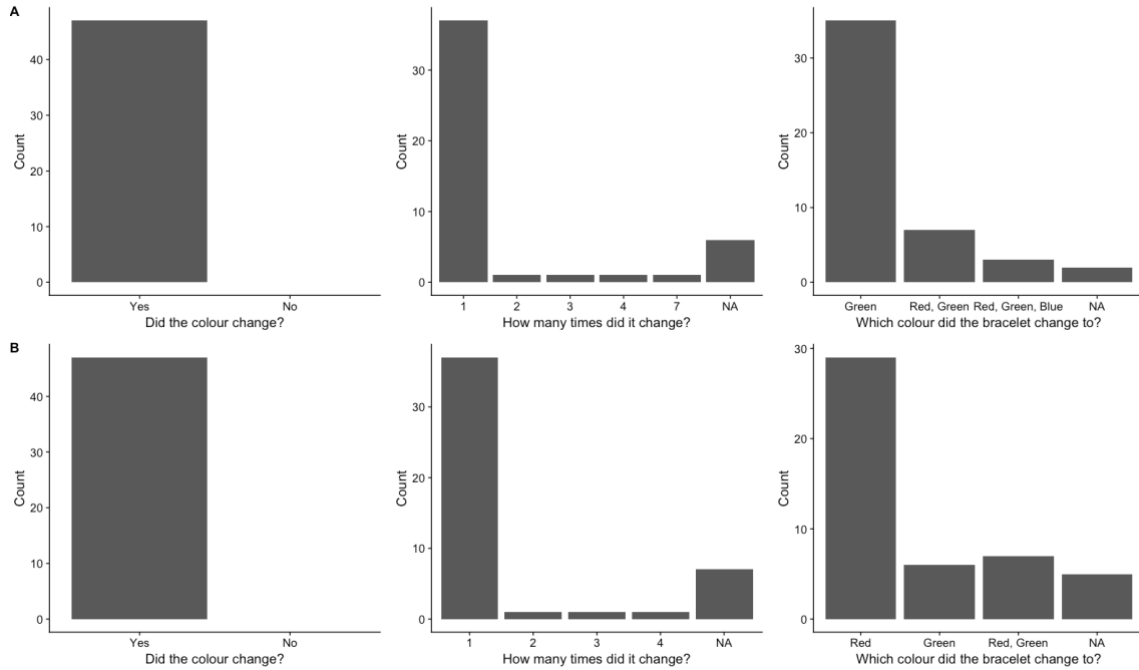 A
Count
40
30
20
10
0
Yes
No
Did the colour change?
Count
30
20
10
0
1
2
3
4
7
NA
How many times did it change?
Count
30
20
10
0
Green
Red, Green
Red, Green, Blue
NA
Which colour did the bracelet change to?
B
Count
40
30
20
10
0
Yes
No
Did the colour change?
Count
30
20
10
0
1
2
3
4
NA
How many times did it change?
Count
30
20
10
0
Red
Green
Red, Green
NA
Which colour did the bracelet change to?